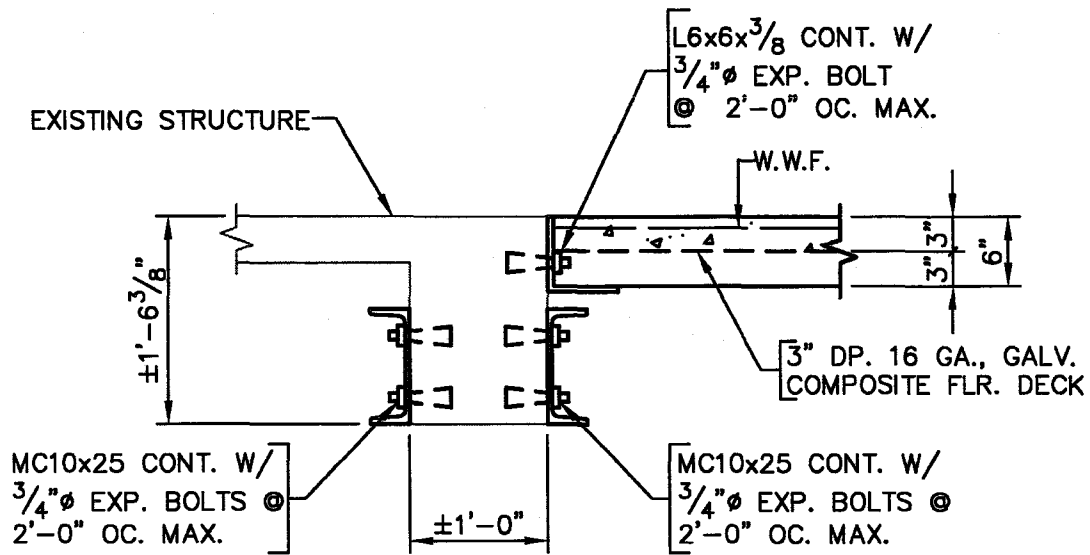 L6x6x3/8 CONT. W/
3/4"ø EXP. BOLT
@ 2'-0" OC. MAX.
EXISTING STRUCTURE
W.W.F.
3"
3"
6"
±1'-6 3/8"
3" DP. 16 GA., GALV.
COMPOSITE FLR. DECK
MC10x25 CONT. W/
3/4"ø EXP. BOLTS @
2'-0" OC. MAX.
±1'-0"
MC10x25 CONT. W/
3/4"ø EXP. BOLTS @
2'-0" OC. MAX.